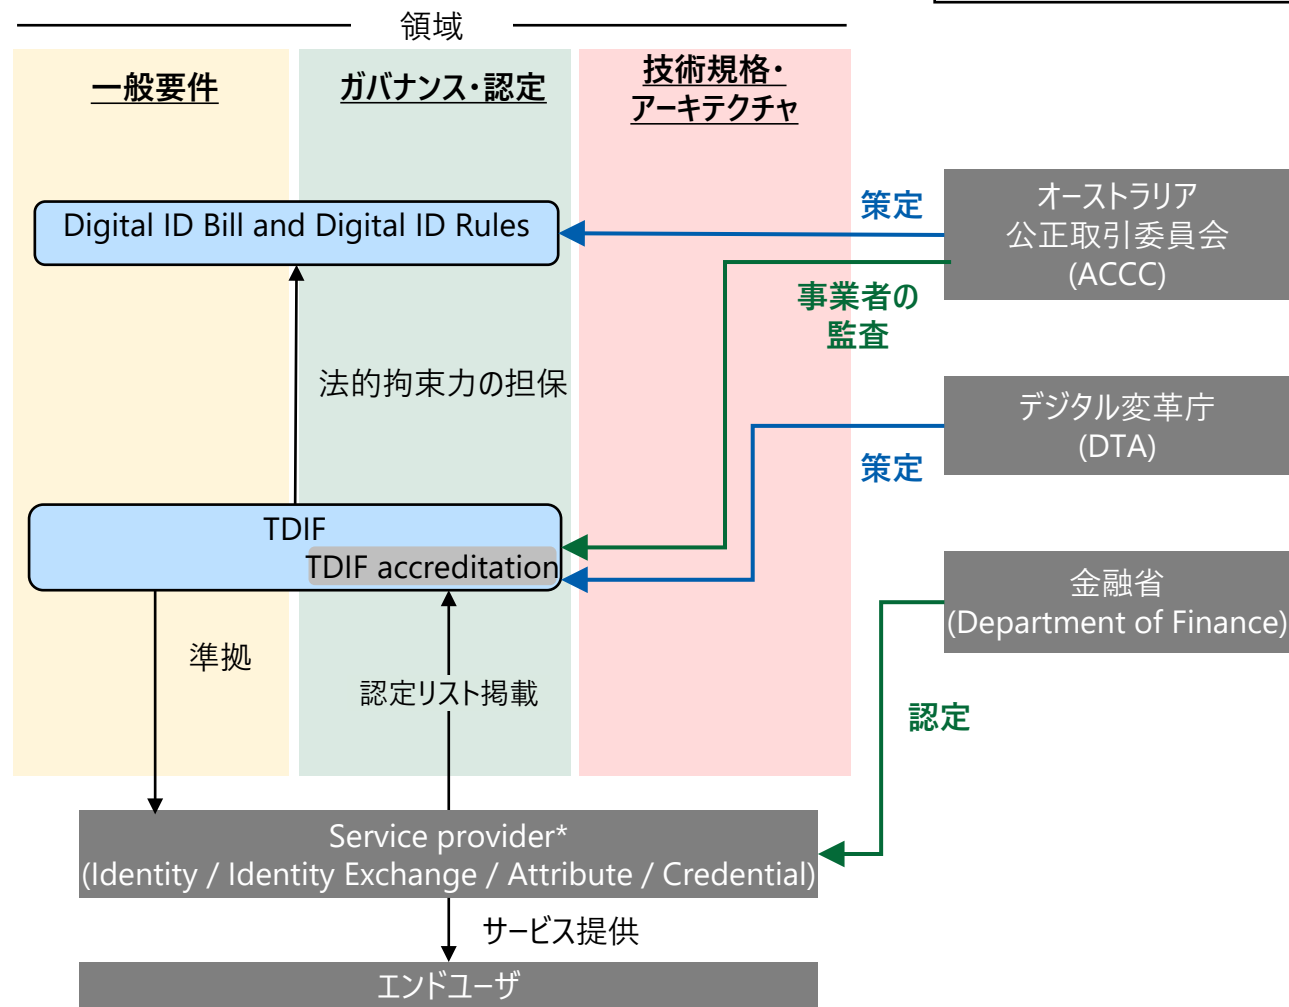 領域
一般要件
ガバナンス・認定
技術規格・
アーキテクチャ
Digital ID Bill and Digital ID Rules
策定
オーストラリア
公正取引委員会
(ACCC)
事業者の
監査
法的拘束力の担保
デジタル変革庁
(DTA)
策定
TDIF
TDIF accreditation
金融省
(Department of Finance)
準拠
認定リスト掲載
認定
Service provider*
(Identity / Identity Exchange / Attribute / Credential)
サービス提供
エンドユーザ